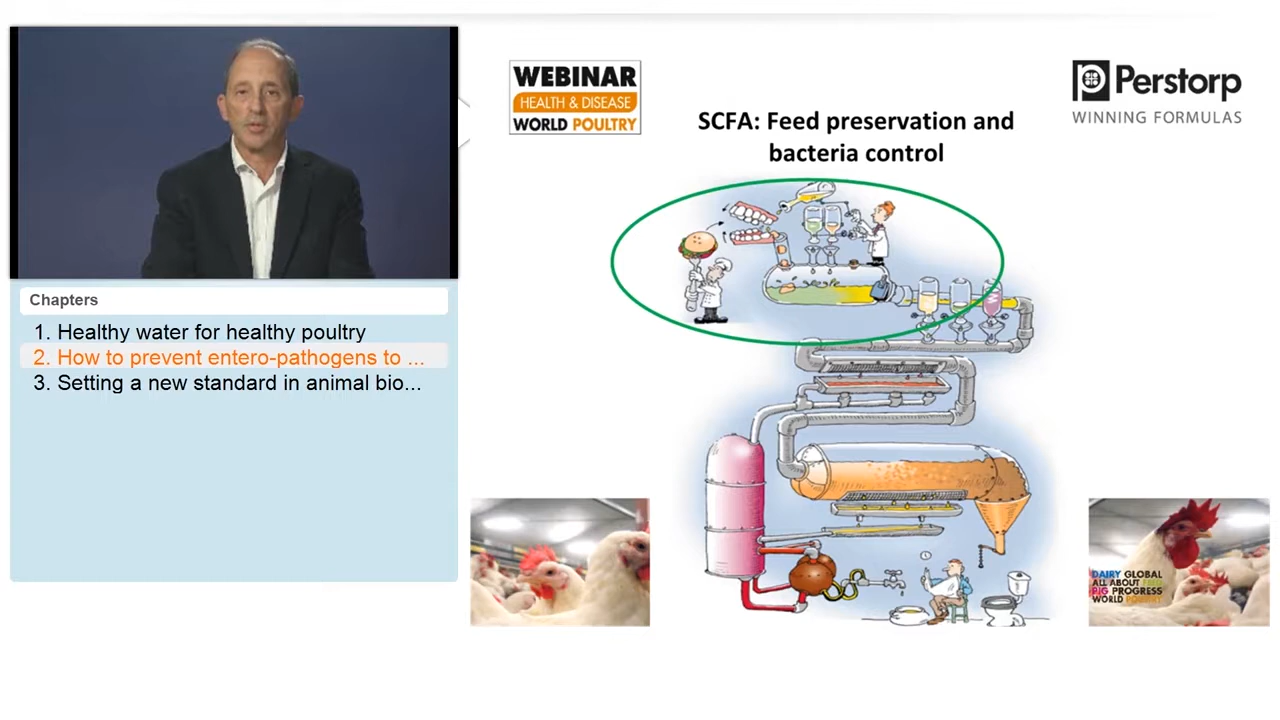 WEBINAR
HEALTH & DISEASE
WORLD POULTRY
Perstorp
WINNING FORMULAS
SCFA: Feed preservation and
bacteria control
Chapters
1. Healthy water for healthy poultry
2. How to prevent entero-pathogens to ...
3. Setting a new standard in animal bio...
DAIRY GLOBAL
ALL ABOUT FEED
PIG PROGRESS
WORLD POULTRY